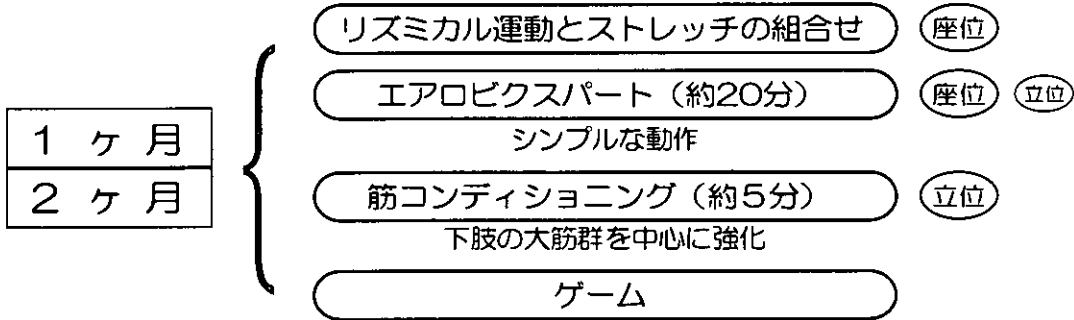 リズミカル運動とストレッチの組合せ 座位
エアロビクスパート（約20分） 座位 立位
シンプルな動作
1ヶ月
2ヶ月
筋コンディショニング（約5分） 立位
下肢の大筋群を中心に強化
ゲーム